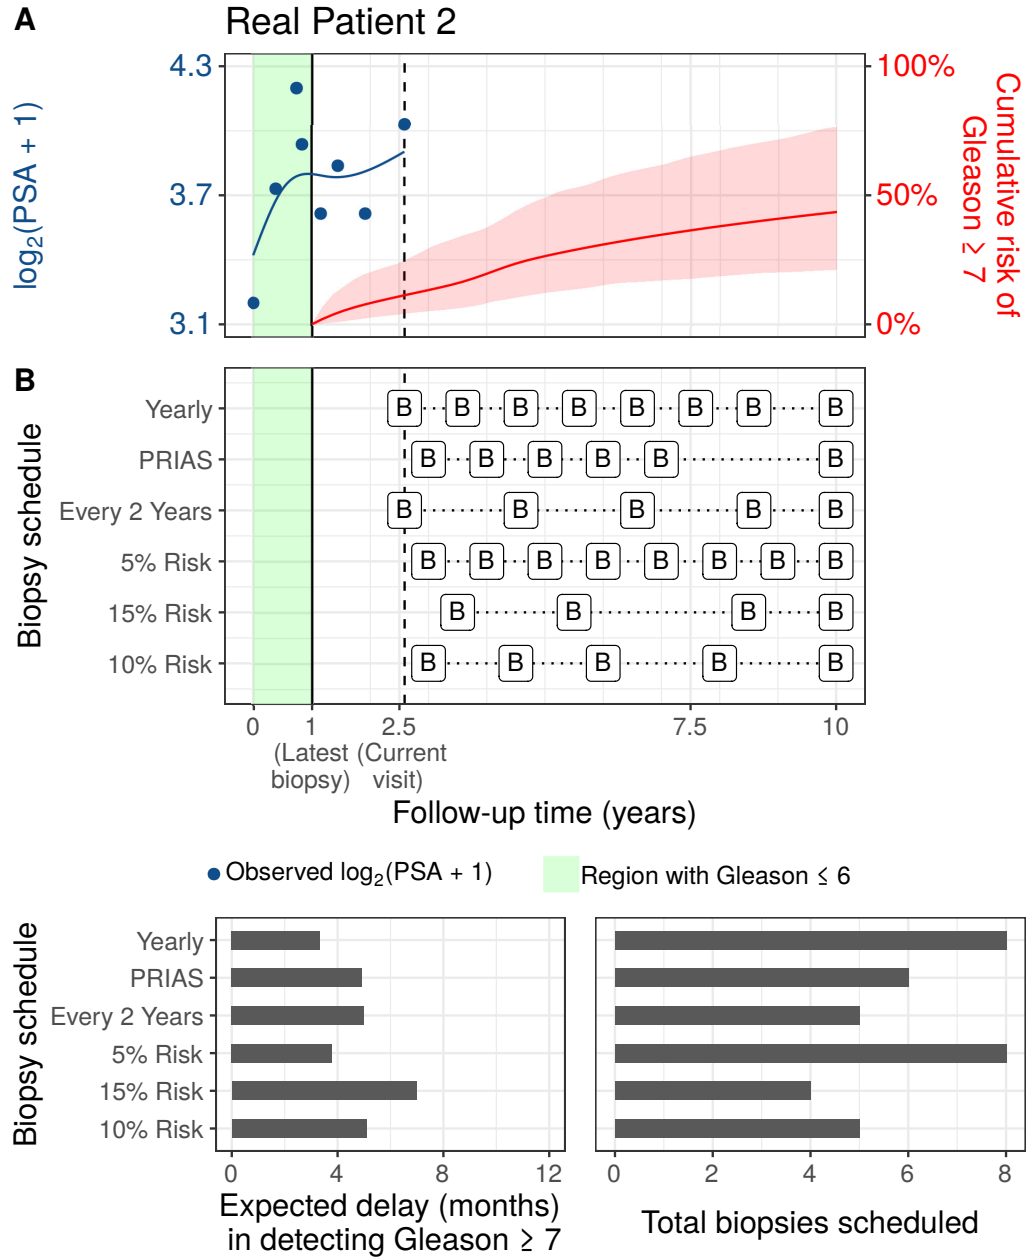 A
Real Patient 2
4.3
3.7
3.1
log₂(PSA + 1)
100%
50%
0%
Cumulative risk of
Gleason ≥ 7
B
Biopsy schedule
Yearly
B B B B B B B B
PRIAS
B B B B B B
Every 2 Years
B B B B B
5% Risk
B B B B B B B B
15% Risk
B B B B
10% Risk
B B B B B
0 1 2.5 7.5 10
(Latest (Current
biopsy) visit)
Follow-up time (years)
Observed log₂(PSA + 1)
Region with Gleason ≤ 6
Biopsy schedule
Yearly
PRIAS
Every 2 Years
5% Risk
15% Risk
10% Risk
0 4 8 12
Expected delay (months)
in detecting Gleason ≥ 7
0 2 4 6 8
Total biopsies scheduled